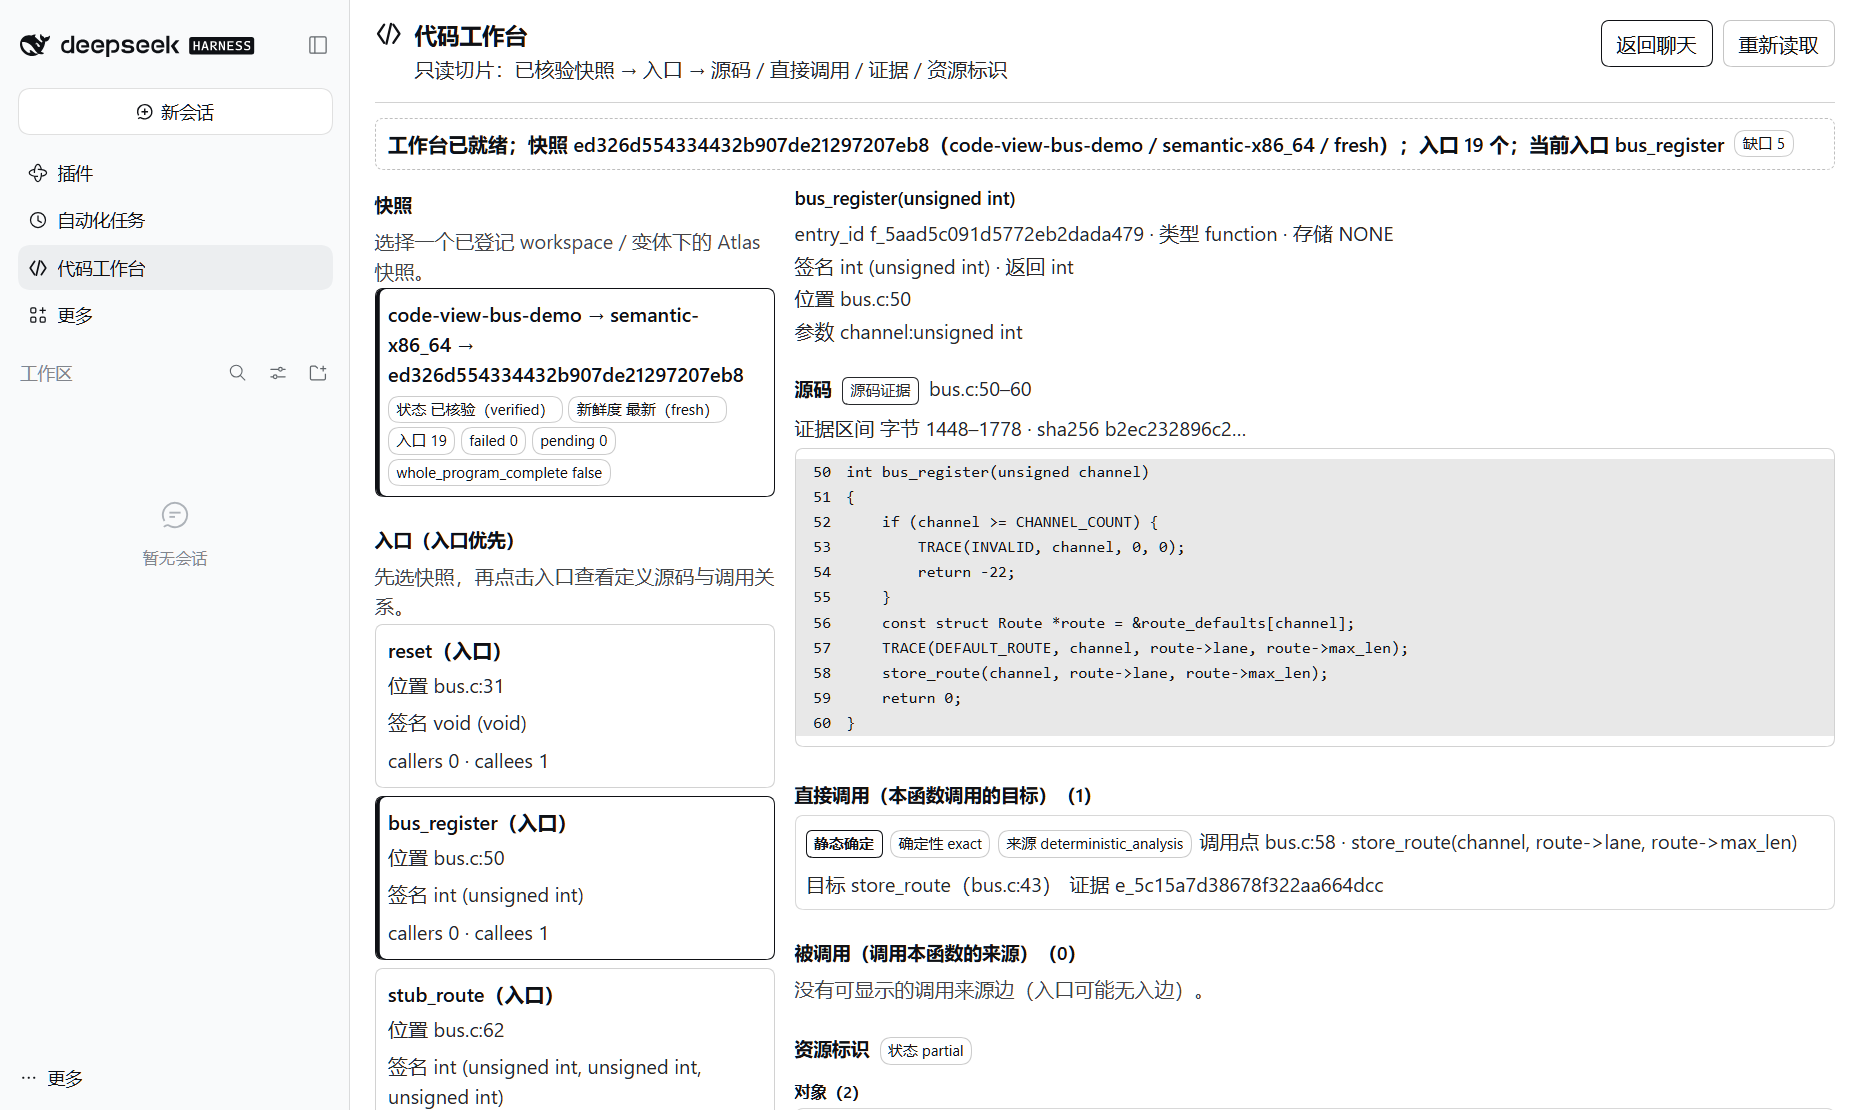 deepseek HARNESS
新会话
插件
自动化任务
代码工作台
更多
工作区
暂无会话
更多
代码工作台
只读切片：已核验快照 → 入口 → 源码 / 直接调用 / 证据 / 资源标识
返回聊天
重新读取
工作台已就绪；快照 ed326d554334432b907de21297207eb8（code-view-bus-demo / semantic-x86_64 / fresh）；入口 19 个；当前入口 bus_register 缺口 5
快照
选择一个已登记 workspace / 变体下的 Atlas
快照。
code-view-bus-demo → semantic-
x86_64 →
ed326d554334432b907de21297207eb8
状态 已核验（verified） 新鲜度 最新（fresh）
入口 19 failed 0 pending 0
whole_program_complete false
入口（入口优先）
先选快照，再点击入口查看定义源码与调用关
系。
reset（入口）
位置 bus.c:31
签名 void (void)
callers 0 · callees 1
bus_register（入口）
位置 bus.c:50
签名 int (unsigned int)
callers 0 · callees 1
stub_route（入口）
位置 bus.c:62
签名 int (unsigned int, unsigned int,
unsigned int)
bus_register(unsigned int)
entry_id f_5aad5c091d5772eb2dada479 · 类型 function · 存储 NONE
签名 int (unsigned int) · 返回 int
位置 bus.c:50
参数 channel:unsigned int
源码 源码证据 bus.c:50–60
证据区间 字节 1448–1778 · sha256 b2ec232896c2…
50 int bus_register(unsigned channel)
51 {
52     if (channel >= CHANNEL_COUNT) {
53         TRACE(INVALID, channel, 0, 0);
54         return -22;
55     }
56     const struct Route *route = &route_defaults[channel];
57     TRACE(DEFAULT_ROUTE, channel, route->lane, route->max_len);
58     store_route(channel, route->lane, route->max_len);
59     return 0;
60 }
直接调用（本函数调用的目标）（1）
静态确定 确定性 exact 来源 deterministic_analysis 调用点 bus.c:58 · store_route(channel, route->lane, route->max_len)
目标 store_route（bus.c:43） 证据 e_5c15a7d38678f322aa664dcc
被调用（调用本函数的来源）（0）
没有可显示的调用来源边（入口可能无入边）。
资源标识 状态 partial
对象（2）